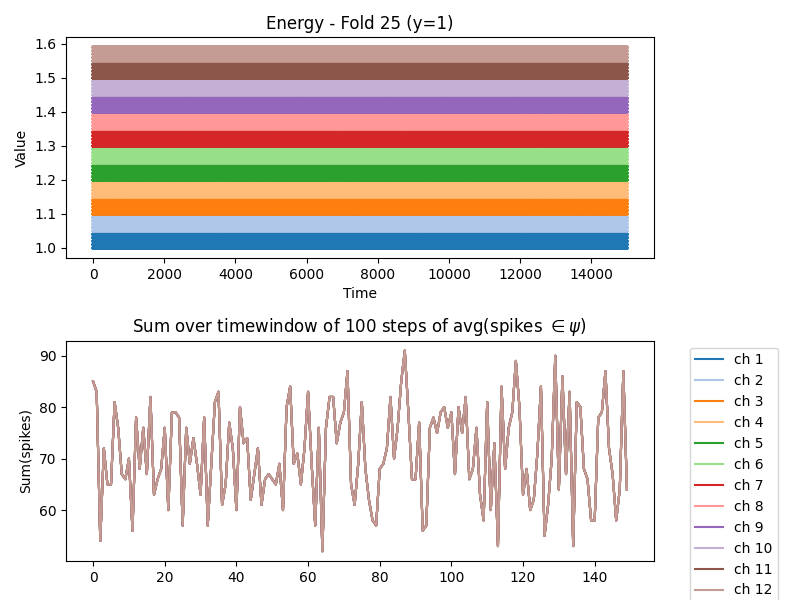 Energy - Fold 25 (y=1)
Value
1.6
1.5
1.4
1.3
1.2
1.1
1.0
0 2000 4000 6000 8000 10000 12000 14000
Time
Sum over timewindow of 100 steps of avg(spikes ∈ψ)
Sum(spikes)
90
80
70
60
0 20 40 60 80 100 120 140
ch 1
ch 2
ch 3
ch 4
ch 5
ch 6
ch 7
ch 8
ch 9
ch 10
ch 11
ch 12